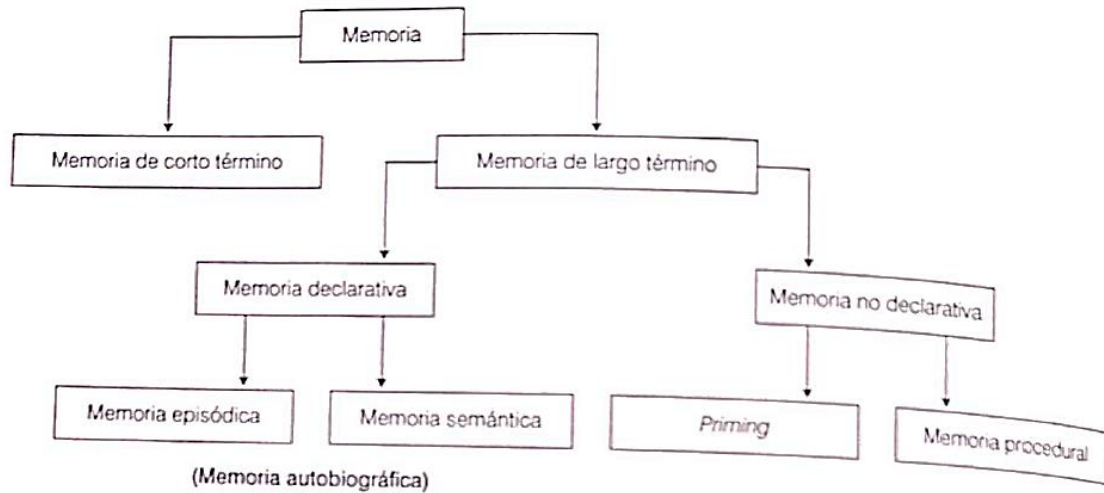 Memoria
Memoria de corto término
Memoria de largo término
Memoria declarativa
Memoria no declarativa
Memoria episódica
Memoria semántica
Priming
Memoria procedural
(Memoria autobiográfica)